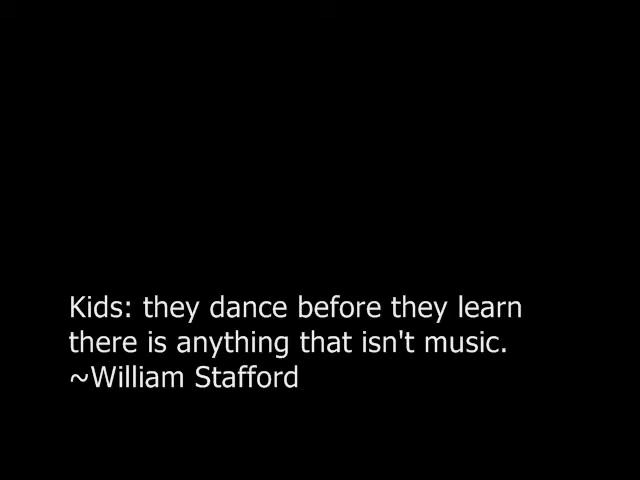 Kids: they dance before they learn
there is anything that isn't music.
~William Stafford